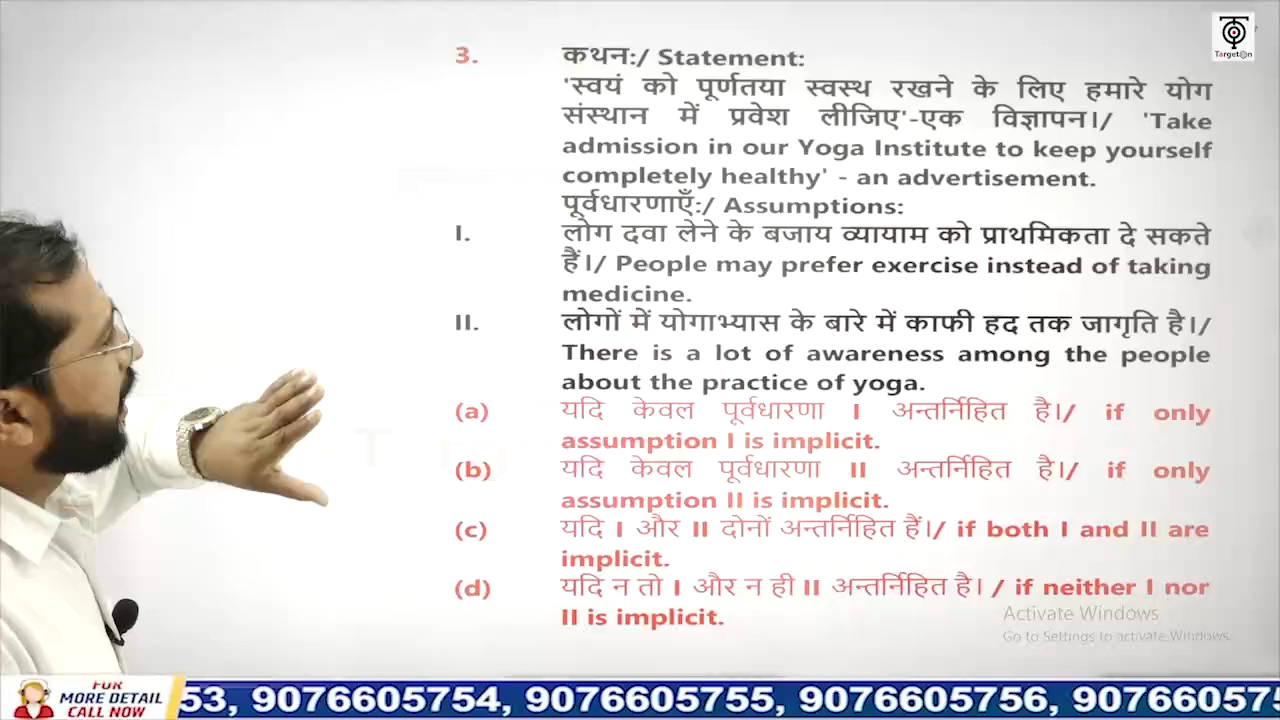 TargetOn
3. कथन:/ Statement:
'स्वयं को पूर्णतया स्वस्थ रखने के लिए हमारे योग
संस्थान में प्रवेश लीजिए'-एक विज्ञापन।/ 'Take
admission in our Yoga Institute to keep yourself
completely healthy' - an advertisement.
पूर्वधारणाएँ:/ Assumptions:
I. लोग दवा लेने के बजाय व्यायाम को प्राथमिकता दे सकते
हैं।/ People may prefer exercise instead of taking
medicine.
II. लोगों में योगाभ्यास के बारे में काफी हद तक जागृति है।/
There is a lot of awareness among the people
about the practice of yoga.
(a) यदि केवल पूर्वधारणा I अन्तर्निहित है।/ if only
assumption I is implicit.
(b) यदि केवल पूर्वधारणा II अन्तर्निहित है।/ if only
assumption II is implicit.
(c) यदि I और II दोनों अन्तर्निहित हैं।/ if both I and II are
implicit.
(d) यदि न तो I और न ही II अन्तर्निहित है। / if neither I nor
II is implicit.
Activate Windows
Go to Settings to activate Windows.
FOR
MORE DETAIL
CALL NOW
53, 9076605754, 9076605755, 9076605756, 907660575